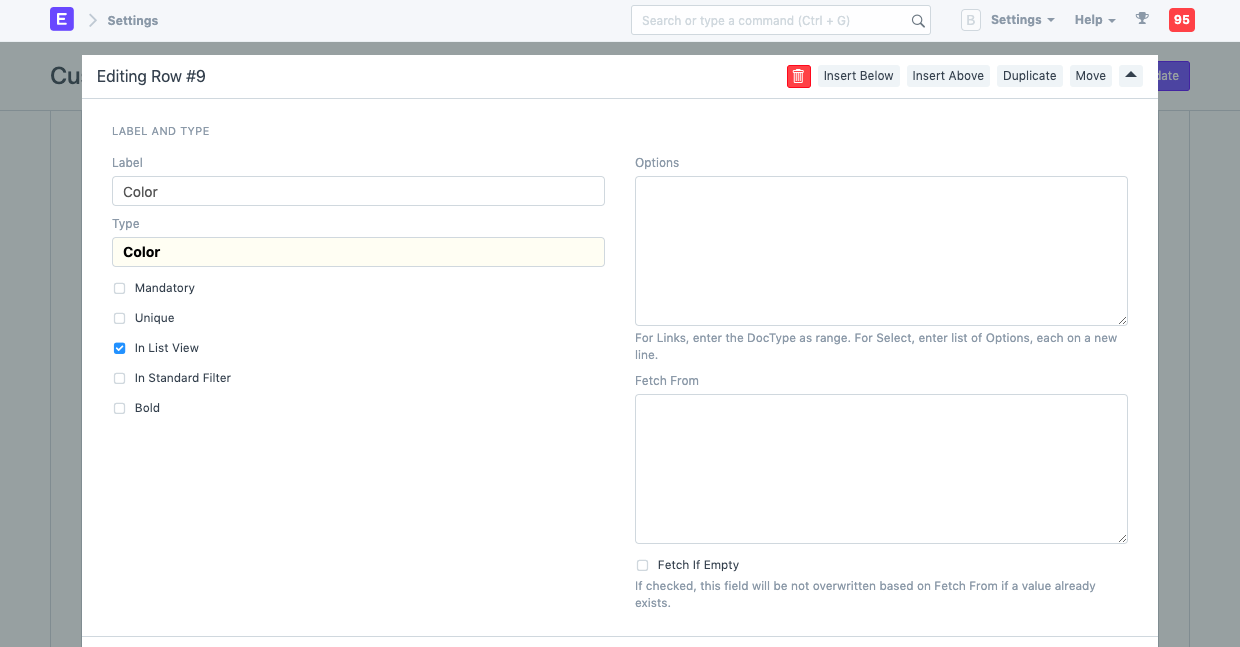 E
Settings
Search or type a command (Ctrl + G)
B
Settings
Help
95
Cu
date
Editing Row #9
Insert Below
Insert Above
Duplicate
Move
LABEL AND TYPE
Label
Color
Type
Color
Mandatory
Unique
In List View
In Standard Filter
Bold
Options
For Links, enter the DocType as range. For Select, enter list of Options, each on a new
line.
Fetch From
Fetch If Empty
If checked, this field will be not overwritten based on Fetch From if a value already
exists.